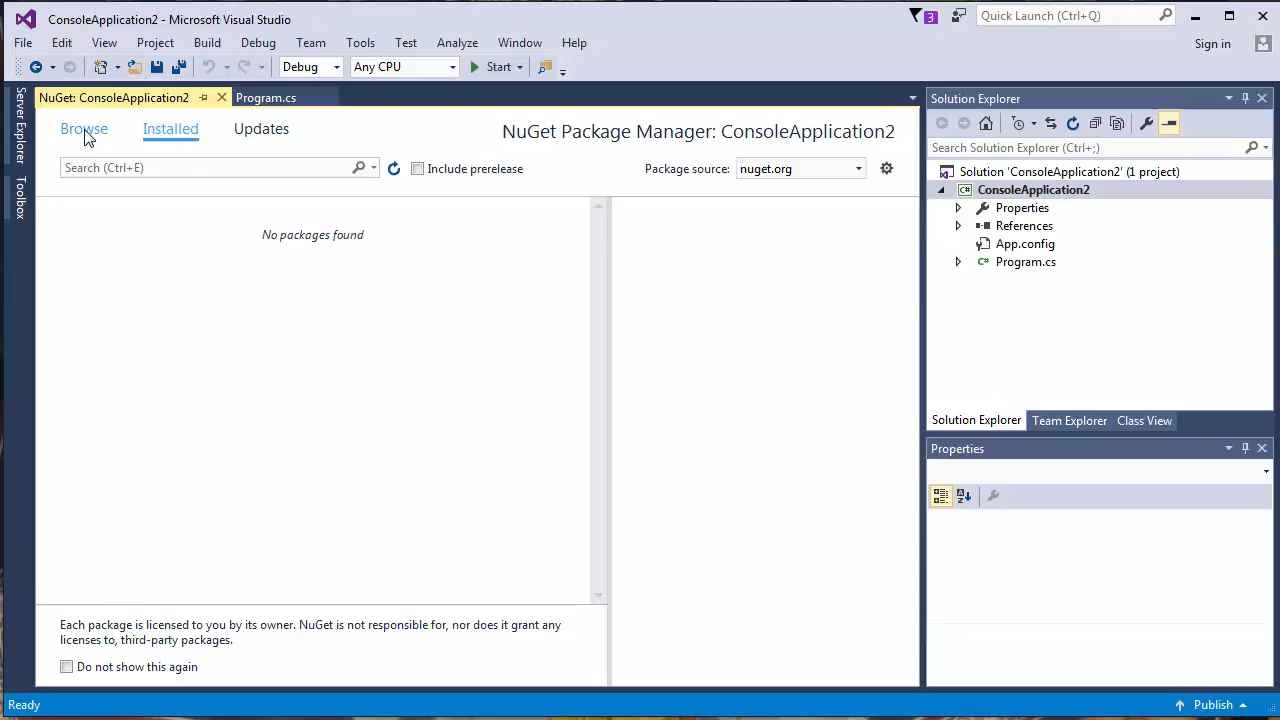 ConsoleApplication2 - Microsoft Visual Studio
3
Quick Launch (Ctrl+Q)
File Edit View Project Build Debug Team Tools Test Analyze Window Help
Sign in
Debug Any CPU Start
Server Explorer
Toolbox
NuGet: ConsoleApplication2 Program.cs
Browse Installed Updates
NuGet Package Manager: ConsoleApplication2
Search (Ctrl+E)
Include prerelease
Package source: nuget.org
No packages found
Each package is licensed to you by its owner. NuGet is not responsible for, nor does it grant any
licenses to, third-party packages.
Do not show this again
Solution Explorer
Search Solution Explorer (Ctrl+;)
Solution 'ConsoleApplication2' (1 project)
C# ConsoleApplication2
Properties
References
App.config
C# Program.cs
Solution Explorer Team Explorer Class View
Properties
Ready
Publish